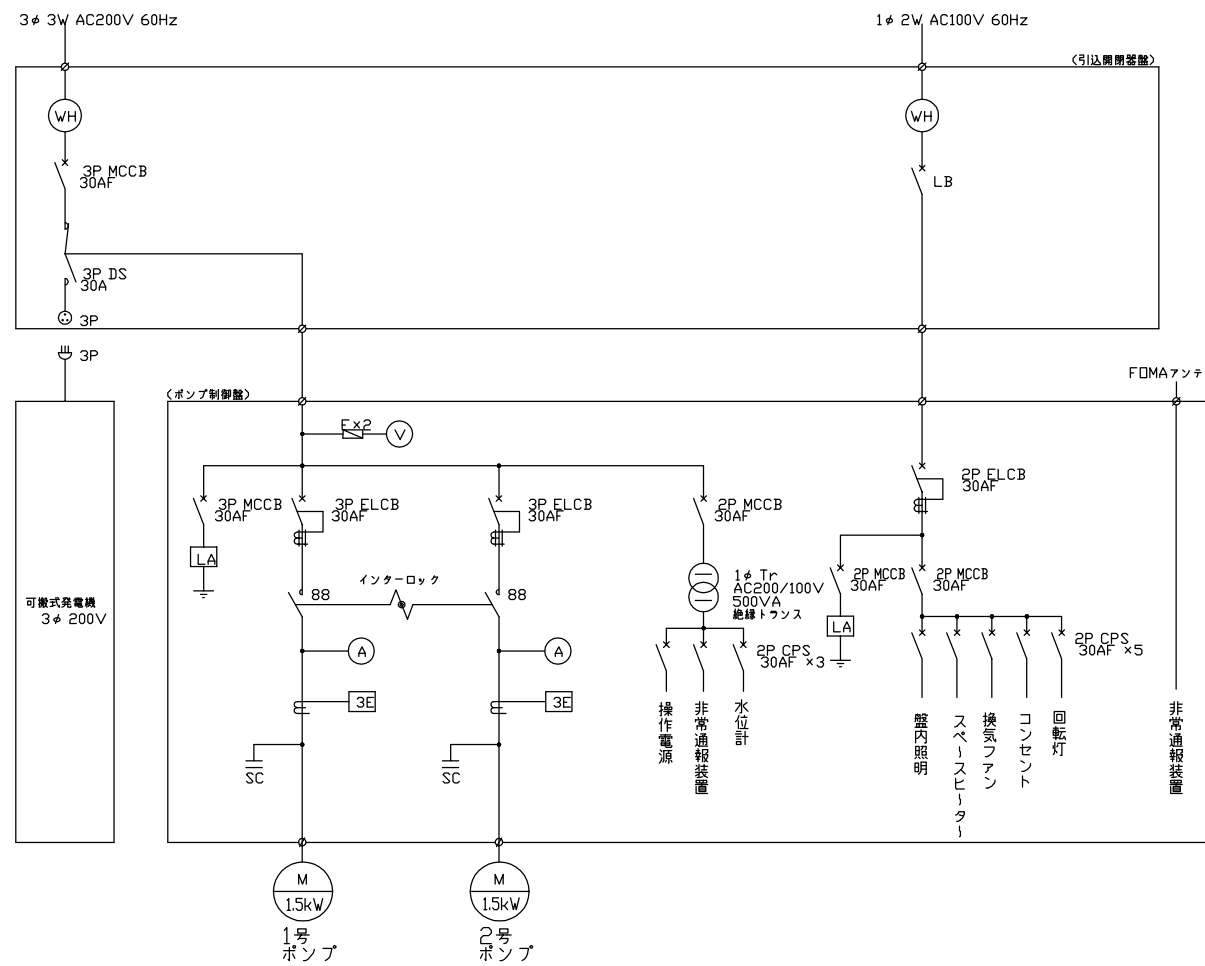 3φ 3W AC200V 60Hz
1φ 2W AC100V 60Hz
(引込開閉器盤)
WH
WH
3P MCCB
30AF
LB
3P DS
30A
3P
3P
FOMAアンテ
(ポンプ制御盤)
F×2
V
3P MCCB
30AF
3P ELCB
30AF
3P ELCB
30AF
2P MCCB
30AF
2P ELCB
30AF
LA
インターロック
88
88
1φ Tr
AC200/100V
500VA
絶縁トランス
2P MCCB
30AF
2P MCCB
30AF
可搬式発電機
3φ 200V
LA
A
A
2P CPS
30AF ×3
2P CPS
30AF ×5
3E
3E
操作電源
非常通報装置
水位計
盤内照明
スペースヒーター
換気ファン
コンセント
回転灯
非常通報装置
SC
SC
M
1.5kW
M
1.5kW
1号
ポンプ
2号
ポンプ